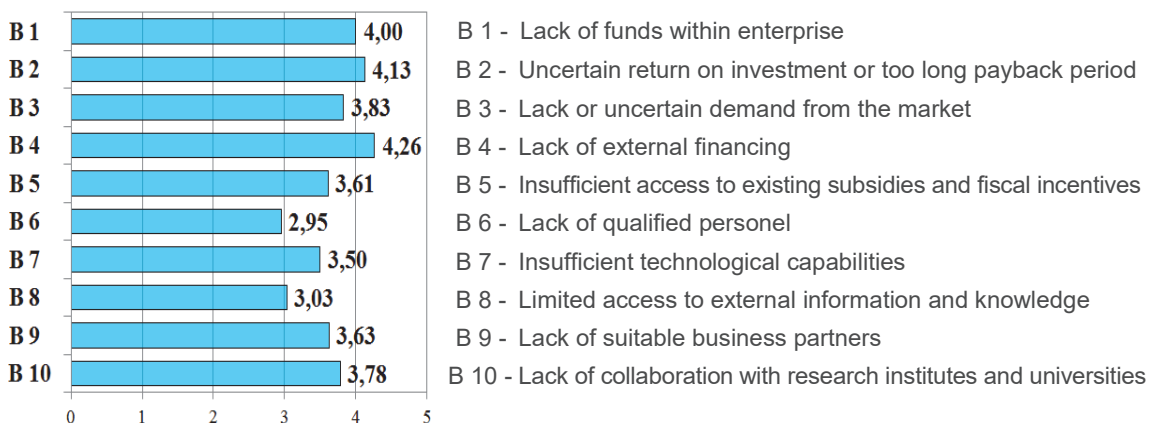 B 1 4,00 B 1 - Lack of funds within enterprise
B 2 4,13 B 2 - Uncertain return on investment or too long payback period
B 3 3,83 B 3 - Lack or uncertain demand from the market
B 4 4,26 B 4 - Lack of external financing
B 5 3,61 B 5 - Insufficient access to existing subsidies and fiscal incentives
B 6 2,95 B 6 - Lack of qualified personel
B 7 3,50 B 7 - Insufficient technological capabilities
B 8 3,03 B 8 - Limited access to external information and knowledge
B 9 3,63 B 9 - Lack of suitable business partners
B 10 3,78 B 10 - Lack of collaboration with research institutes and universities
0 1 2 3 4 5